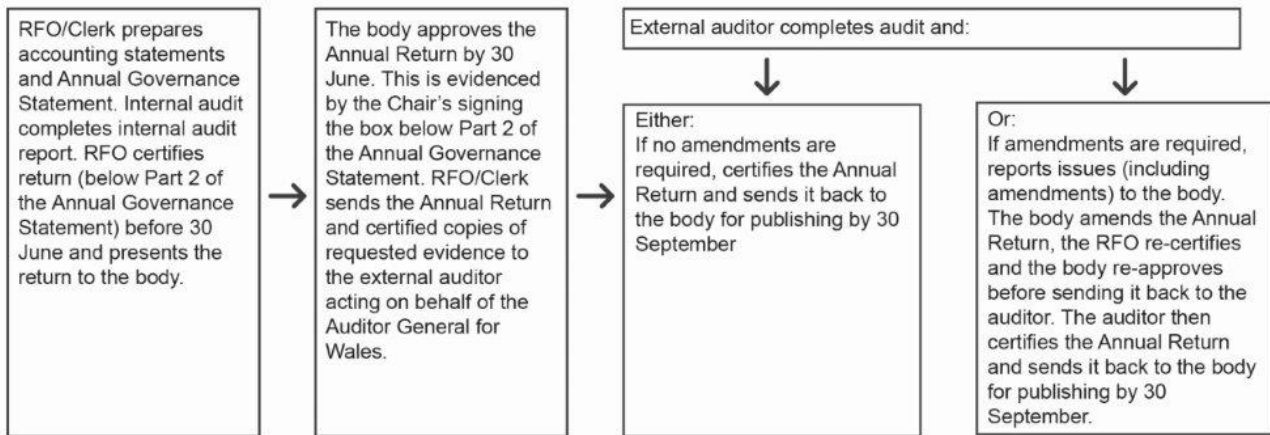 RFO/Clerk prepares
accounting statements
and Annual Governance
Statement. Internal audit
completes internal audit
report. RFO certifies
return (below Part 2 of
the Annual Governance
Statement) before 30
June and presents the
return to the body.
The body approves the
Annual Return by 30
June. This is evidenced
by the Chair's signing
the box below Part 2 of
the Annual Governance
Statement. RFO/Clerk
sends the Annual Return
and certified copies of
requested evidence to
the external auditor
acting on behalf of the
Auditor General for
Wales.
External auditor completes audit and:
Either:
If no amendments are
required, certifies the Annual
Return and sends it back to
the body for publishing by 30
September
Or:
If amendments are required,
reports issues (including
amendments) to the body.
The body amends the Annual
Return, the RFO re-certifies
and the body re-approves
before sending it back to the
auditor. The auditor then
certifies the Annual Return
and sends it back to the body
for publishing by 30
September.